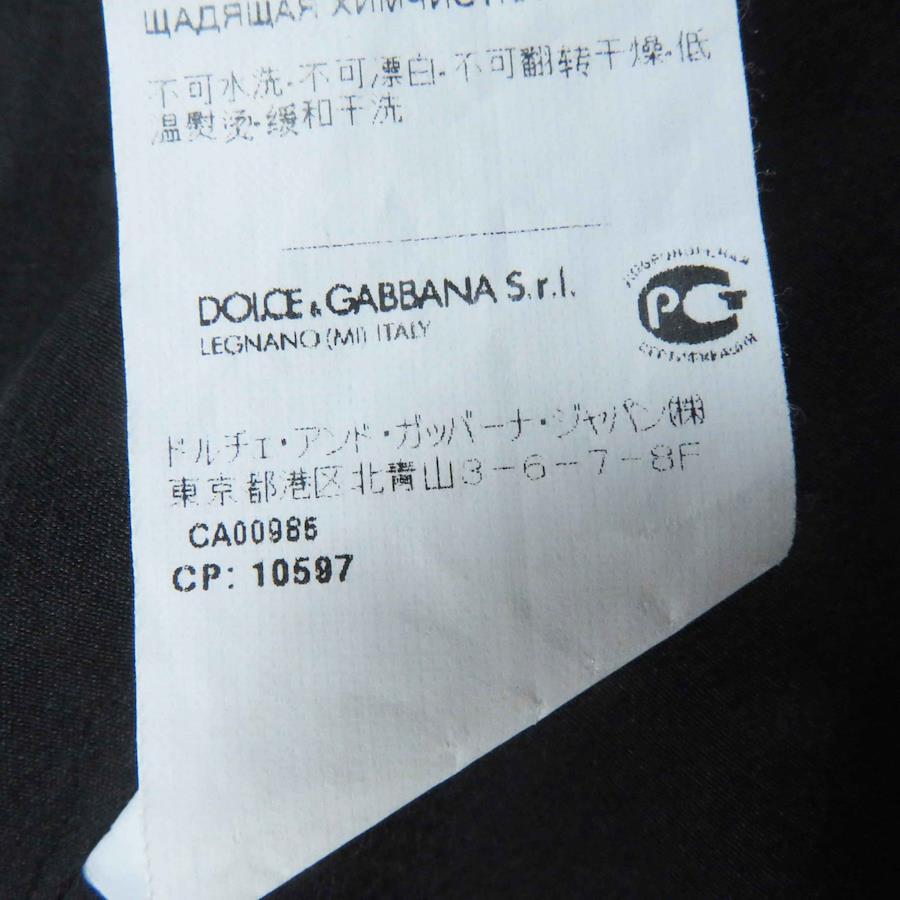 ЩАДЯЩАЯ ХИМЧИСТКА
不可水洗·不可漂白·不可翻转干燥·低
温熨烫·缓和干洗
DOLCE & GABBANA S.r.l.
LEGNANO (MI) ITALY
РСТ
ドルチェ・アンド・ガッバーナ・ジャパン(株)
東京都港区北青山3-6-7-8F
CA00986
CP: 10597